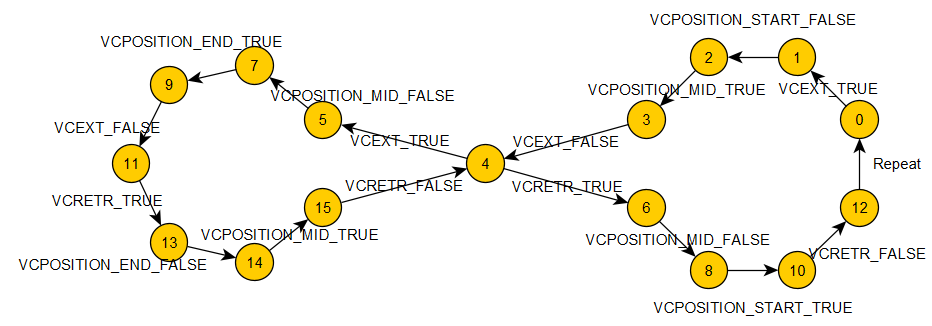 VCPOSITION_START_FALSE
VCPOSITION_END_TRUE
2
1
7
9
VCPOSITION_MID_TRUE
VCEXT_TRUE
VCPOSITION_MID_FALSE
5
3
0
VCEXT_FALSE
VCEXT_TRUE
VCEXT_FALSE
11
4
Repeat
VCRETR_TRUE
VCRETR_FALSE
VCRETR_TRUE
15
6
12
VCPOSITION_MID_TRUE
13
VCPOSITION_MID_FALSE
VCRETR_FALSE
VCPOSITION_END_FALSE
14
8
10
VCPOSITION_START_TRUE